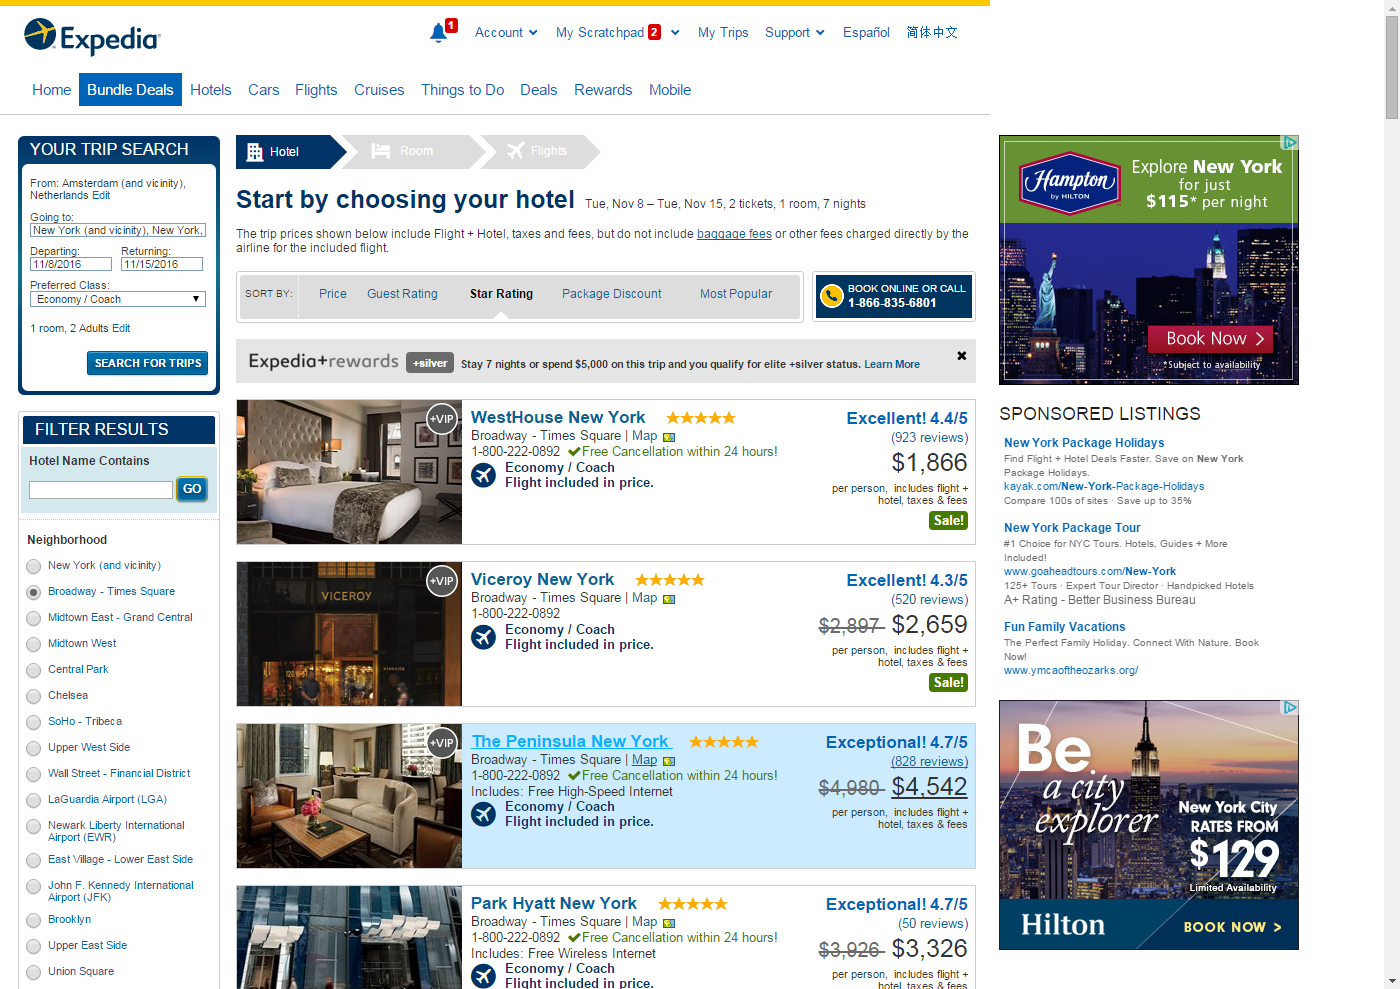 Expedia
1
Account
My Scratchpad 2
My Trips
Support
Español
简体中文
Home
Bundle Deals
Hotels
Cars
Flights
Cruises
Things to Do
Deals
Rewards
Mobile
YOUR TRIP SEARCH
From: Amsterdam (and vicinity),
Netherlands Edit
Going to:
New York (and vicinity), New York,
Departing: Returning:
11/8/2016 11/15/2016
Preferred Class:
Economy / Coach
1 room, 2 Adults Edit
SEARCH FOR TRIPS
FILTER RESULTS
Hotel Name Contains
GO
Neighborhood
New York (and vicinity)
Broadway - Times Square
Midtown East - Grand Central
Midtown West
Central Park
Chelsea
SoHo - Tribeca
Upper West Side
Wall Street - Financial District
LaGuardia Airport (LGA)
Newark Liberty International
Airport (EWR)
East Village - Lower East Side
John F. Kennedy International
Airport (JFK)
Brooklyn
Upper East Side
Union Square
Hotel
Room
Flights
Start by choosing your hotel Tue, Nov 8 – Tue, Nov 15, 2 tickets, 1 room, 7 nights
The trip prices shown below include Flight + Hotel, taxes and fees, but do not include baggage fees or other fees charged directly by the
airline for the included flight.
SORT BY: Price Guest Rating Star Rating Package Discount Most Popular
BOOK ONLINE OR CALL
1-866-835-6801
Expedia+rewards +silver Stay 7 nights or spend $5,000 on this trip and you qualify for elite +silver status. Learn More
+VIP
WestHouse New York
Broadway - Times Square | Map
1-800-222-0892 Free Cancellation within 24 hours!
Economy / Coach
Flight included in price.
Excellent! 4.4/5
(923 reviews)
$1,866
per person, includes flight +
hotel, taxes & fees
Sale!
VICEROY
+VIP
Viceroy New York
Broadway - Times Square | Map
1-800-222-0892
Economy / Coach
Flight included in price.
Excellent! 4.3/5
(520 reviews)
$2,897 $2,659
per person, includes flight +
hotel, taxes & fees
Sale!
+VIP
The Peninsula New York
Broadway - Times Square | Map
1-800-222-0892 Free Cancellation within 24 hours!
Includes: Free High-Speed Internet
Economy / Coach
Flight included in price.
Exceptional! 4.7/5
(828 reviews)
$4,980 $4,542
per person, includes flight +
hotel, taxes & fees
Park Hyatt New York
Broadway - Times Square | Map
1-800-222-0892 Free Cancellation within 24 hours!
Includes: Free Wireless Internet
Economy / Coach
Flight included in price.
Exceptional! 4.7/5
(50 reviews)
$3,926 $3,326
per person, includes flight +
hotel, taxes & fees
Hampton
by HILTON
Explore New York
for just
$115* per night
Book Now
*Subject to availability
SPONSORED LISTINGS
New York Package Holidays
Find Flight + Hotel Deals Faster. Save on New York
Package Holidays.
kayak.com/New-York-Package-Holidays
Compare 100s of sites · Save up to 35%
New York Package Tour
#1 Choice for NYC Tours. Hotels, Guides + More
Included!
www.goaheadtours.com/New-York
125+ Tours · Expert Tour Director · Handpicked Hotels
A+ Rating - Better Business Bureau
Fun Family Vacations
The Perfect Family Holiday. Connect With Nature. Book
Now!
www.ymcaoftheozarks.org/
Be
a city
explorer
New York City
RATES FROM
$129
Limited Availability
Hilton
BOOK NOW >